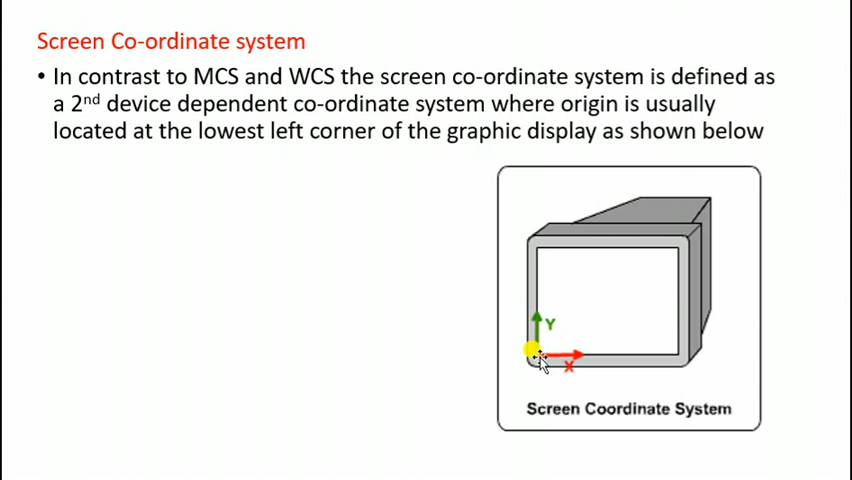 Screen Co-ordinate system
• In contrast to MCS and WCS the screen co-ordinate system is defined as
a 2nd device dependent co-ordinate system where origin is usually
located at the lowest left corner of the graphic display as shown below
Y
X
Screen Coordinate System